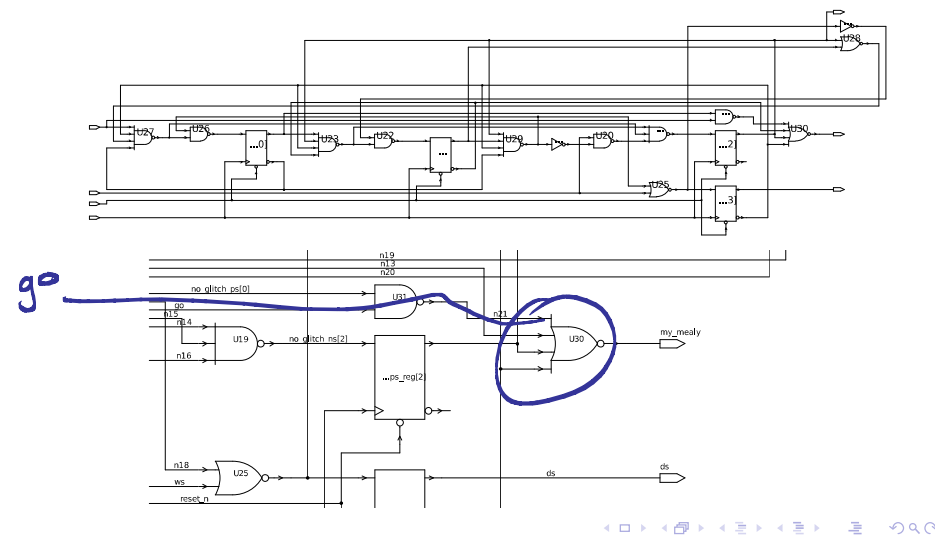 U28
U27
U26
...0]
U23
U22
...
U29
U20
...
...2]
U30
U25
...3]
n19
n13
n20
go
no_glitch_ps[0]
U31
go
n15
n14
n21
U19
no_glitch_ns[2]
U30
my_mealy
n16
...ps_reg[2]
n18
U25
ws
ds
ds
reset_n